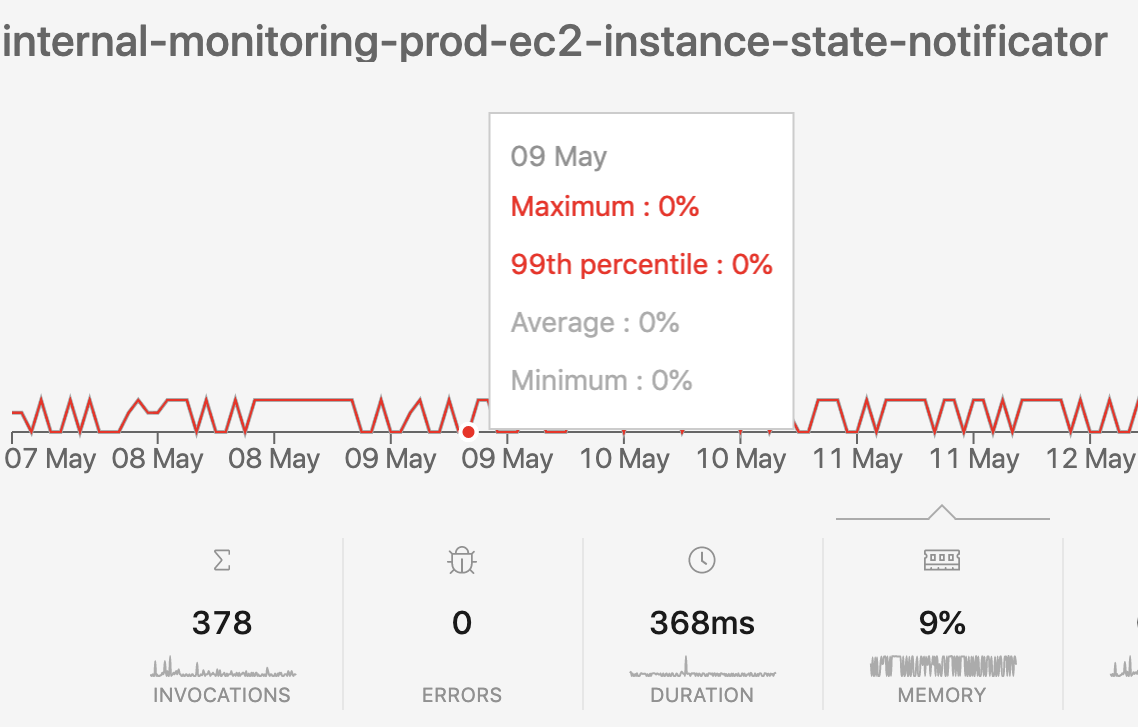 internal-monitoring-prod-ec2-instance-state-notificator
09 May
Maximum : 0%
99th percentile : 0%
Average : 0%
Minimum : 0%
07 May 08 May 08 May 09 May 09 May 10 May 10 May 11 May 11 May 12 May
378 0 368ms 9%
INVOCATIONS ERRORS DURATION MEMORY